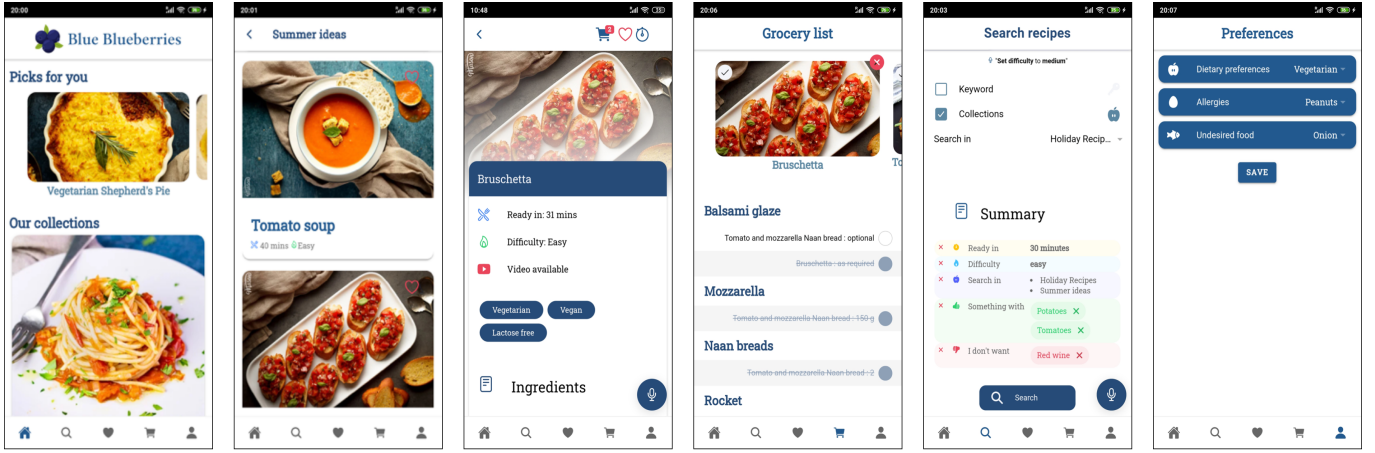 20:00
Blue Blueberries
Picks for you
Vegetarian Shepherd's Pie
Our collections
20:01
Summer ideas
Tomato soup
40 mins Easy
10:48
2
Bruschetta
Ready in: 31 mins
Difficulty: Easy
Video available
Vegetarian Vegan
Lactose free
Ingredients
20:06
Grocery list
Bruschetta
To
Balsami glaze
Tomato and mozzarella Naan bread : optional
Bruschetta : as required
Mozzarella
Tomato and mozzarella Naan bread : 150 g
Naan breads
Tomato and mozzarella Naan bread : 2
Rocket
20:03
Search recipes
"Set difficulty to medium"
Keyword
Collections
Search in Holiday Recip...
Summary
Ready in 30 minutes
Difficulty easy
Search in • Holiday Recipes
• Summer ideas
Something with Potatoes X
Tomatoes X
I don't want Red wine X
Search
20:07
Preferences
Dietary preferences Vegetarian
Allergies Peanuts
Undesired food Onion
SAVE